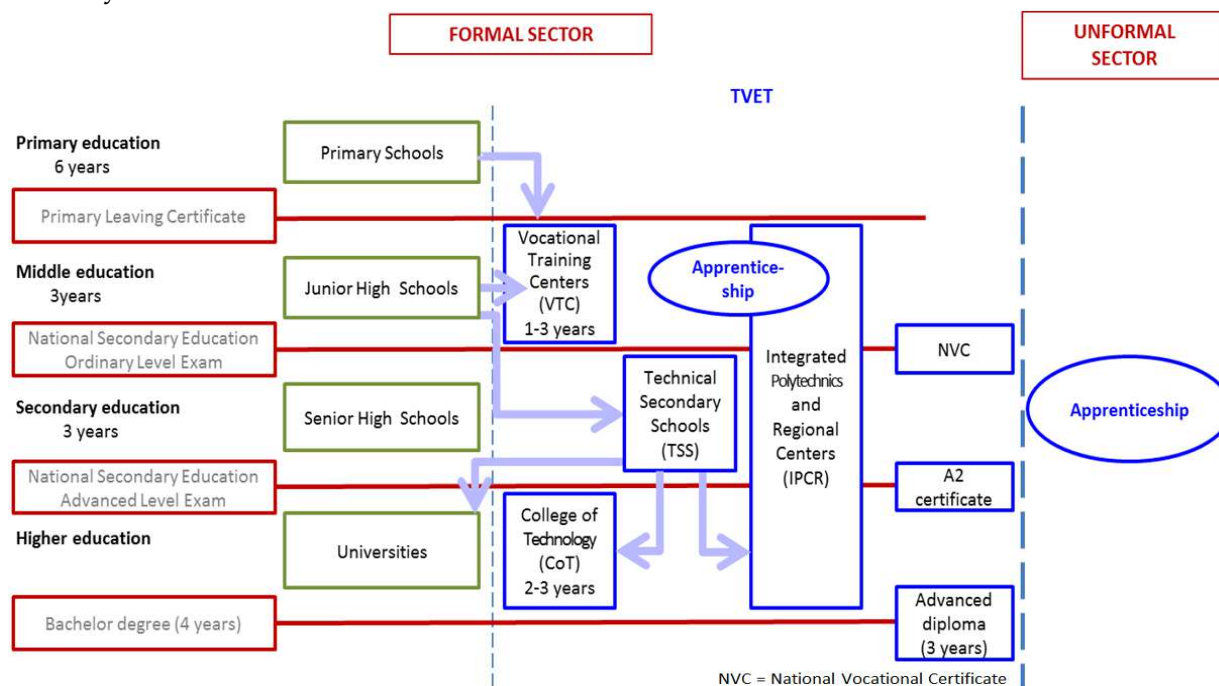 FORMAL SECTOR
UNFORMAL
SECTOR
TVET
Primary education
6 years
Primary Schools
Primary Leaving Certificate
Middle education
3years
Junior High Schools
Vocational
Training
Centers
(VTC)
1-3 years
Apprentice-
ship
National Secondary Education
Ordinary Level Exam
NVC
Integrated
Polytechnics
and
Regional
Centers
(IPCR)
Secondary education
3 years
Senior High Schools
Technical
Secondary
Schools
(TSS)
Apprenticeship
National Secondary Education
Advanced Level Exam
A2
certificate
Higher education
Universities
College of
Technology
(CoT)
2-3 years
Bachelor degree (4 years)
Advanced
diploma
(3 years)
NVC = National Vocational Certificate